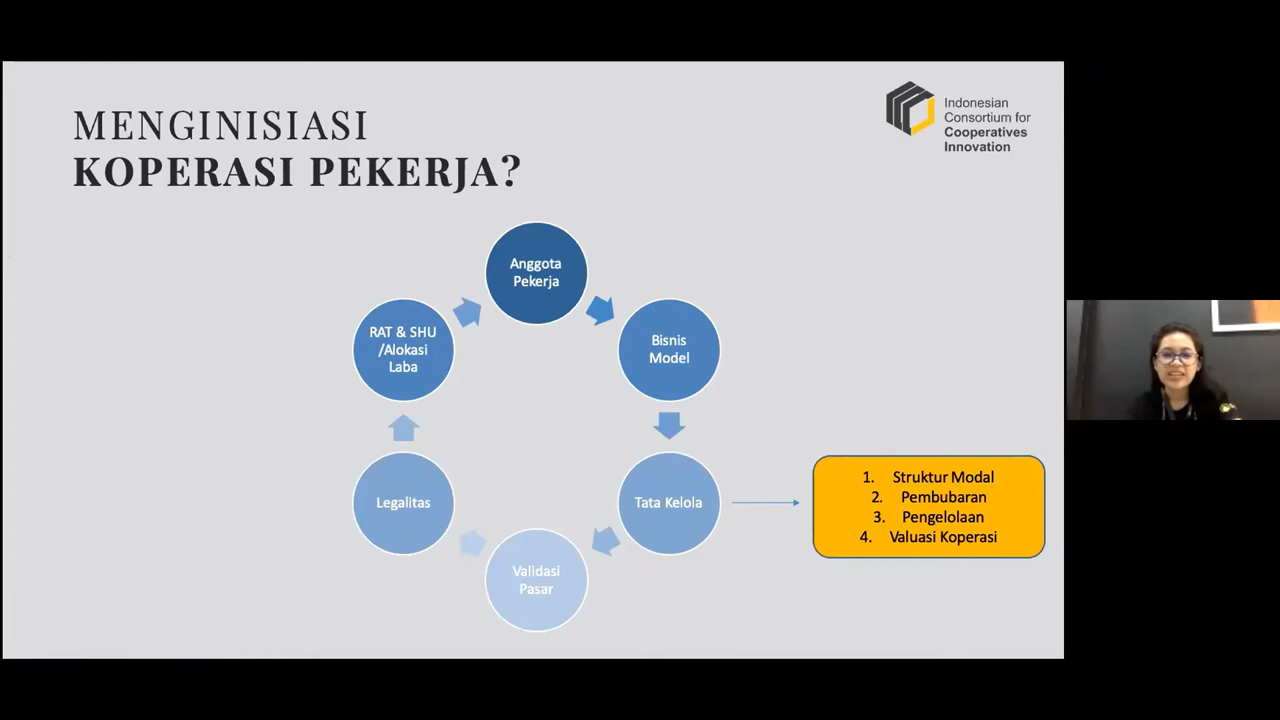 MENGINISIASI
KOPERASI PEKERJA?
Indonesian
Consortium for
Cooperatives
Innovation
Anggota
Pekerja
Bisnis
Model
Tata Kelola
1. Struktur Modal
2. Pembubaran
3. Pengelolaan
4. Valuasi Koperasi
Validasi
Pasar
Legalitas
RAT & SHU
/Alokasi
Laba